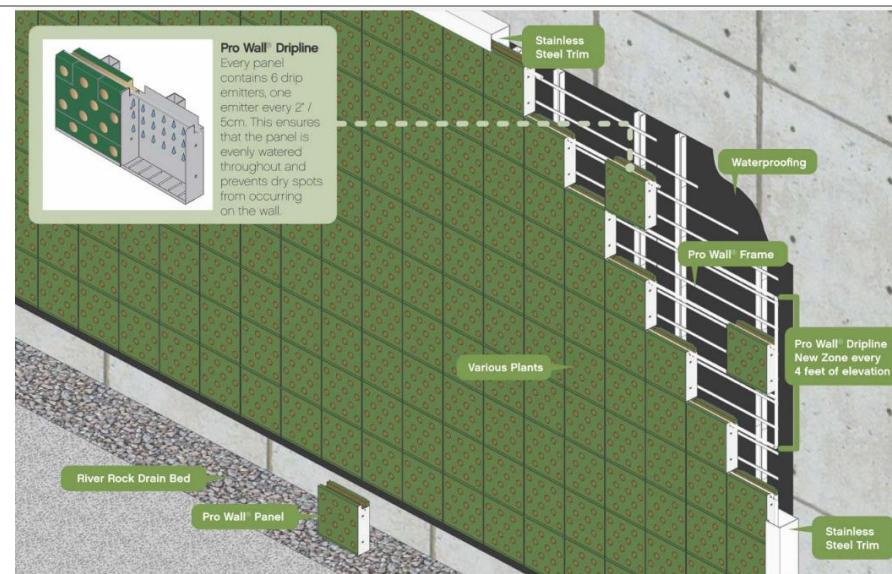 Pro Wall® Dripline
Every panel
contains 6 drip
emitters, one
emitter every 2" /
5cm. This ensures
that the panel is
evenly watered
throughout and
prevents dry spots
from occurring
on the wall.
Stainless
Steel Trim
Waterproofing
Pro Wall® Frame
Pro Wall® Dripline
New Zone every
4 feet of elevation
Various Plants
River Rock Drain Bed
Pro Wall® Panel
Stainless
Steel Trim